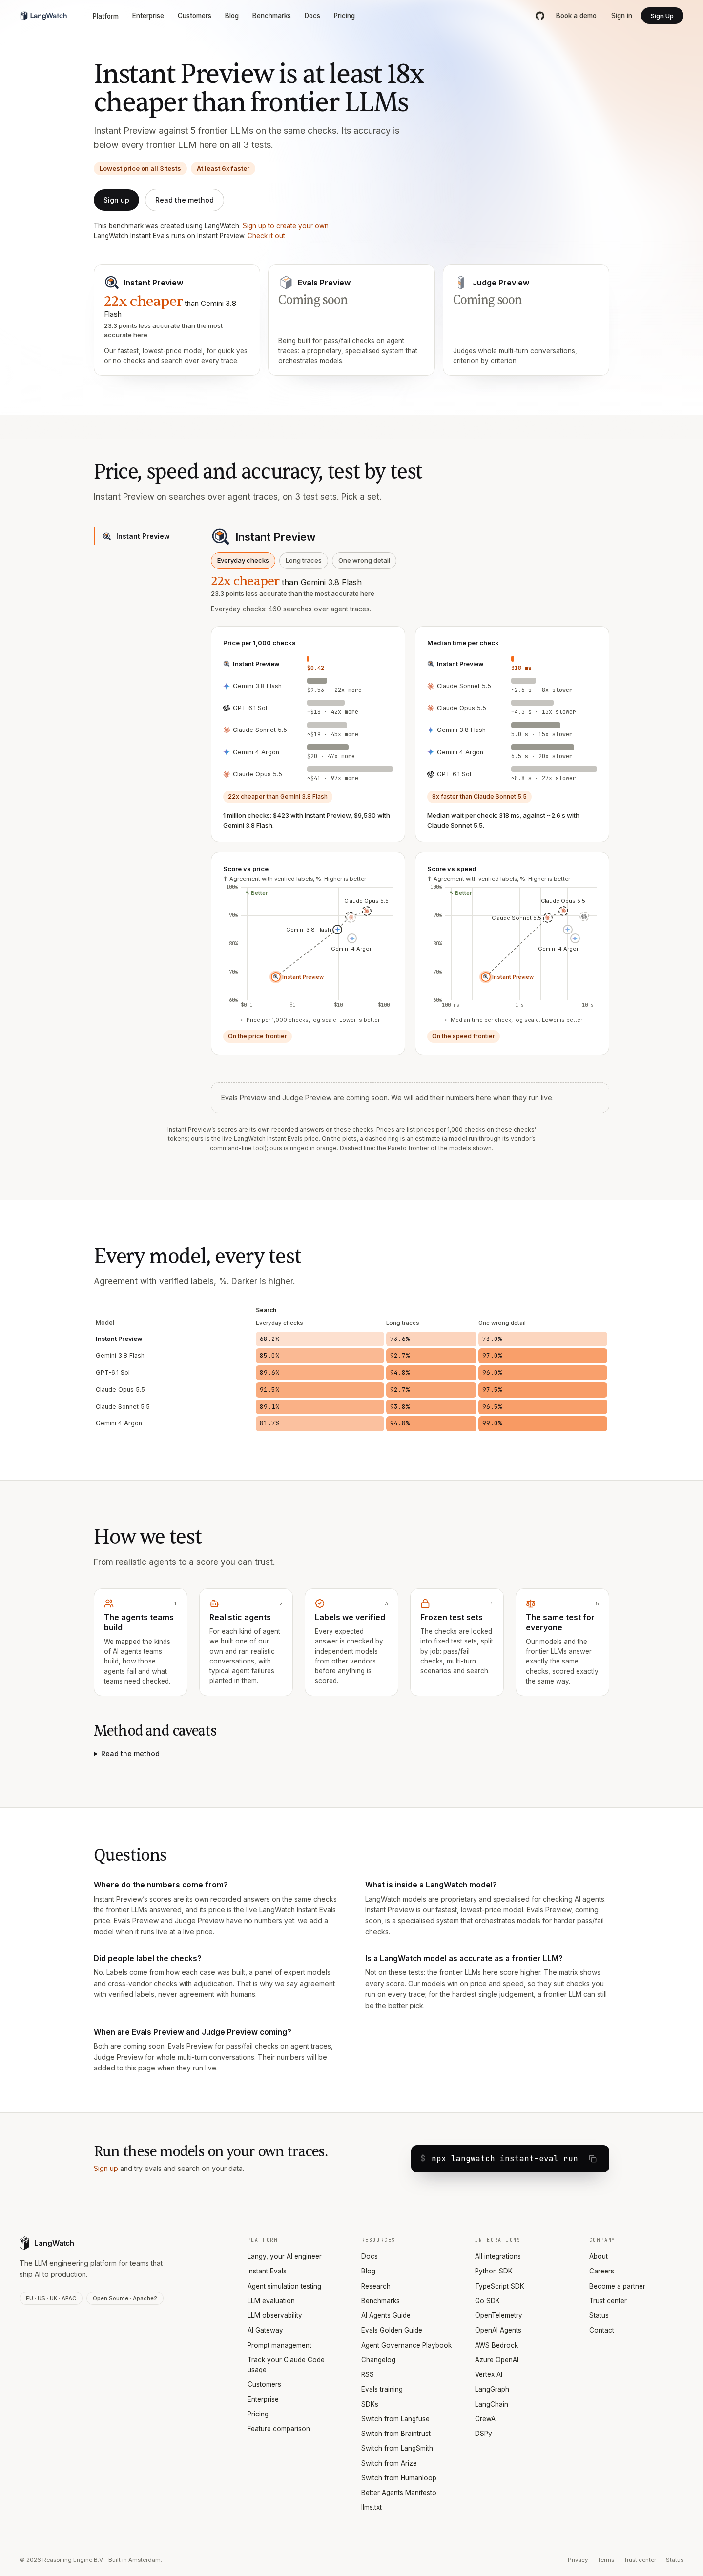 LangWatch
Platform
Enterprise
Customers
Blog
Benchmarks
Docs
Pricing
Book a demo
Sign in
Sign Up
Instant Preview is at least 18x
cheaper than frontier LLMs
Instant Preview against 5 frontier LLMs on the same checks. Its accuracy is
below every frontier LLM here on all 3 tests.
Lowest price on all 3 tests
At least 6x faster
Sign up
Read the method
This benchmark was created using LangWatch. Sign up to create your own
LangWatch Instant Evals runs on Instant Preview. Check it out
Instant Preview
22x cheaper than Gemini 3.8
Flash
23.3 points less accurate than the most
accurate here
Our fastest, lowest-price model, for quick yes
or no checks and search over every trace.
Evals Preview
Coming soon
Being built for pass/fail checks on agent
traces: a proprietary, specialised system that
orchestrates models.
Judge Preview
Coming soon
Judges whole multi-turn conversations,
criterion by criterion.
Price, speed and accuracy, test by test
Instant Preview on searches over agent traces, on 3 test sets. Pick a set.
Instant Preview
Instant Preview
Everyday checks
Long traces
One wrong detail
22x cheaper than Gemini 3.8 Flash
23.3 points less accurate than the most accurate here
Everyday checks: 460 searches over agent traces.
Price per 1,000 checks
Instant Preview
$0.42
Gemini 3.8 Flash
$9.53 · 22x more
GPT-6.1 Sol
~$18 · 42x more
Claude Sonnet 5.5
~$19 · 45x more
Gemini 4 Argon
$20 · 47x more
Claude Opus 5.5
~$41 · 97x more
22x cheaper than Gemini 3.8 Flash
1 million checks: $423 with Instant Preview, $9,530 with
Gemini 3.8 Flash.
Median time per check
Instant Preview
318 ms
Claude Sonnet 5.5
~2.6 s · 8x slower
Claude Opus 5.5
~4.3 s · 13x slower
Gemini 3.8 Flash
5.0 s · 15x slower
Gemini 4 Argon
6.5 s · 20x slower
GPT-6.1 Sol
~8.8 s · 27x slower
8x faster than Claude Sonnet 5.5
Median wait per check: 318 ms, against ~2.6 s with
Claude Sonnet 5.5.
Score vs price
↑ Agreement with verified labels, %. Higher is better
100%
90%
80%
70%
60%
↖ Better
Claude Opus 5.5
Gemini 3.8 Flash
Gemini 4 Argon
Instant Preview
$0.1
$1
$10
$100
← Price per 1,000 checks, log scale. Lower is better
On the price frontier
Score vs speed
↑ Agreement with verified labels, %. Higher is better
100%
90%
80%
70%
60%
↖ Better
Claude Opus 5.5
Claude Sonnet 5.5
Gemini 4 Argon
Instant Preview
100 ms
1 s
10 s
← Median time per check, log scale. Lower is better
On the speed frontier
Evals Preview and Judge Preview are coming soon. We will add their numbers here when they run live.
Instant Preview's scores are its own recorded answers on these checks. Prices are list prices per 1,000 checks on these checks'
tokens; ours is the live LangWatch Instant Evals price. On the plots, a dashed ring is an estimate (a model run through its vendor's
command-line tool); ours is ringed in orange. Dashed line: the Pareto frontier of the models shown.
Every model, every test
Agreement with verified labels, %. Darker is higher.
Search
Model
Everyday checks
Long traces
One wrong detail
Instant Preview
68.2%
73.6%
73.0%
Gemini 3.8 Flash
85.0%
92.7%
97.0%
GPT-6.1 Sol
89.6%
94.8%
96.0%
Claude Opus 5.5
91.5%
92.7%
97.5%
Claude Sonnet 5.5
89.1%
93.8%
96.5%
Gemini 4 Argon
81.7%
94.8%
99.0%
How we test
From realistic agents to a score you can trust.
1
The agents teams
build
We mapped the kinds
of AI agents teams
build, how those
agents fail and what
teams need checked.
2
Realistic agents
For each kind of agent
we built one of our
own and ran realistic
conversations, with
typical agent failures
planted in them.
3
Labels we verified
Every expected
answer is checked by
independent models
from other vendors
before anything is
scored.
4
Frozen test sets
The checks are locked
into fixed test sets, split
by job: pass/fail
checks, multi-turn
scenarios and search.
5
The same test for
everyone
Our models and the
frontier LLMs answer
exactly the same
checks, scored exactly
the same way.
Method and caveats
Read the method
Questions
Where do the numbers come from?
Instant Preview's scores are its own recorded answers on the same checks
the frontier LLMs answered, and its price is the live LangWatch Instant Evals
price. Evals Preview and Judge Preview have no numbers yet: we add a
model when it runs live at a live price.
What is inside a LangWatch model?
LangWatch models are proprietary and specialised for checking AI agents.
Instant Preview is our fastest, lowest-price model. Evals Preview, coming
soon, is a specialised system that orchestrates models for harder pass/fail
checks.
Did people label the checks?
No. Labels come from how each case was built, a panel of expert models
and cross-vendor checks with adjudication. That is why we say agreement
with verified labels, never agreement with humans.
Is a LangWatch model as accurate as a frontier LLM?
Not on these tests: the frontier LLMs here score higher. The matrix shows
every score. Our models win on price and speed, so they suit checks you
run on every trace; for the hardest single judgement, a frontier LLM can still
be the better pick.
When are Evals Preview and Judge Preview coming?
Both are coming soon: Evals Preview for pass/fail checks on agent traces,
Judge Preview for whole multi-turn conversations. Their numbers will be
added to this page when they run live.
Run these models on your own traces.
Sign up and try evals and search on your data.
$ npx langwatch instant-eval run
LangWatch
The LLM engineering platform for teams that
ship AI to production.
EU · US · UK · APAC
Open Source · Apache2
PLATFORM
Langy, your AI engineer
Instant Evals
Agent simulation testing
LLM evaluation
LLM observability
AI Gateway
Prompt management
Track your Claude Code
usage
Customers
Enterprise
Pricing
Feature comparison
RESOURCES
Docs
Blog
Research
Benchmarks
AI Agents Guide
Evals Golden Guide
Agent Governance Playbook
Changelog
RSS
Evals training
SDKs
Switch from Langfuse
Switch from Braintrust
Switch from LangSmith
Switch from Arize
Switch from Humanloop
Better Agents Manifesto
llms.txt
INTEGRATIONS
All integrations
Python SDK
TypeScript SDK
Go SDK
OpenTelemetry
OpenAI Agents
AWS Bedrock
Azure OpenAI
Vertex AI
LangGraph
LangChain
CrewAI
DSPy
COMPANY
About
Careers
Become a partner
Trust center
Status
Contact
© 2026 Reasoning Engine B.V. · Built in Amsterdam.
Privacy
Terms
Trust center
Status